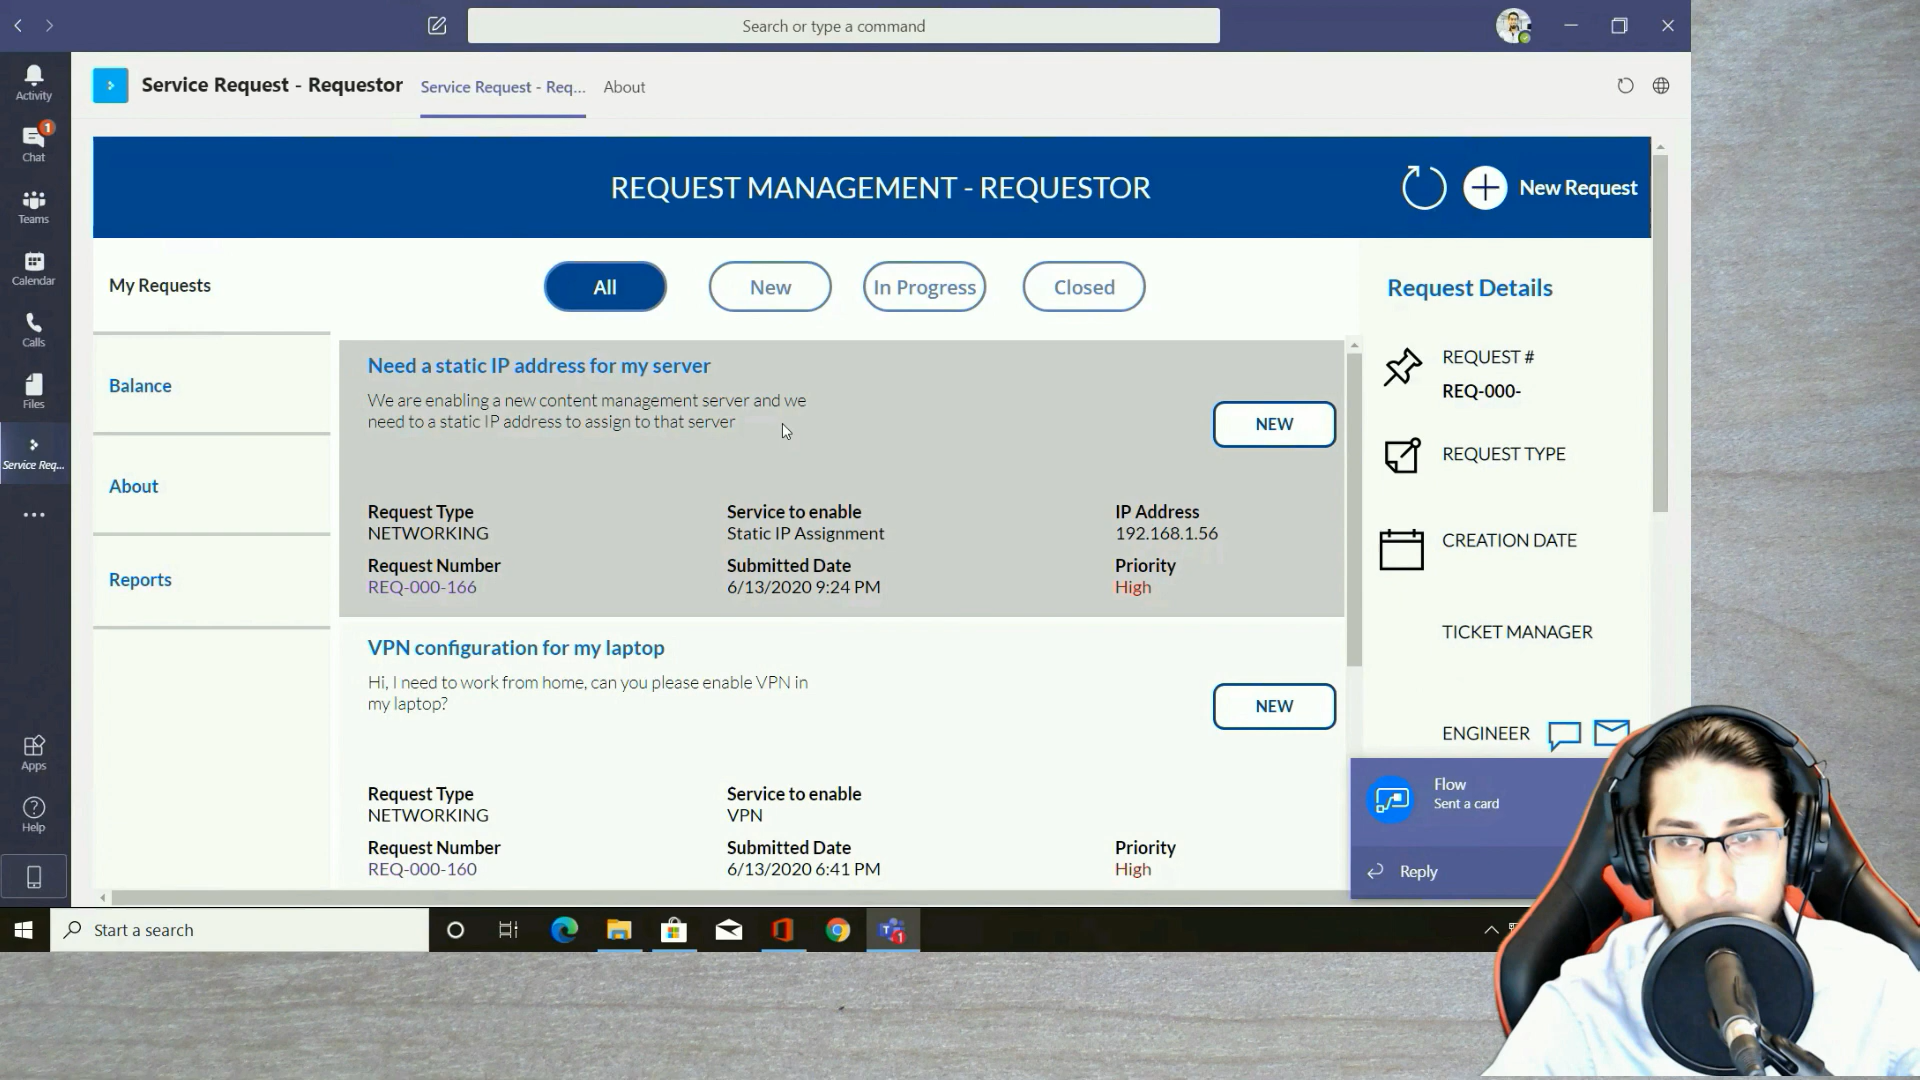 Search or type a command
Service Request - Requestor
Service Request - Req...
About
Activity
1
Chat
Teams
Calendar
Calls
Files
Service Req...
Apps
Help
REQUEST MANAGEMENT - REQUESTOR
New Request
My Requests
Balance
About
Reports
All
New
In Progress
Closed
Need a static IP address for my server
We are enabling a new content management server and we
need to a static IP address to assign to that server
NEW
Request Type
NETWORKING
Service to enable
Static IP Assignment
IP Address
192.168.1.56
Request Number
REQ-000-166
Submitted Date
6/13/2020 9:24 PM
Priority
High
VPN configuration for my laptop
Hi, I need to work from home, can you please enable VPN in
my laptop?
NEW
Request Type
NETWORKING
Service to enable
VPN
Request Number
REQ-000-160
Submitted Date
6/13/2020 6:41 PM
Priority
High
Request Details
REQUEST #
REQ-000-
REQUEST TYPE
CREATION DATE
TICKET MANAGER
ENGINEER
Flow
Sent a card
Reply
Start a search
T
1